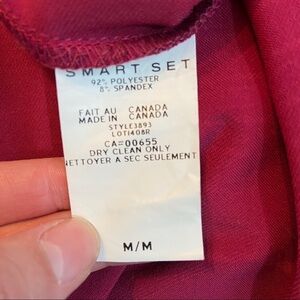 SMART SET
92% POLYESTER
8% SPANDEX
FAIT AU CANADA
MADE IN CANADA
STYLE3893
LOT1408R
CA=00655
DRY CLEAN ONLY
NETTOYER A SEC SEULEMENT
M/M